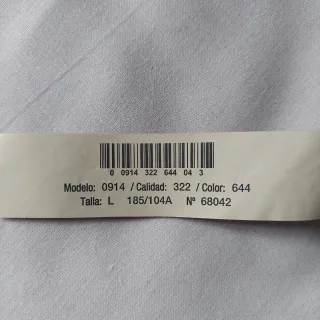 0 0914 322 644 04 3
Modelo: 0914 / Calidad: 322 / Color: 644
Talla: L 185/104A Nº 68042